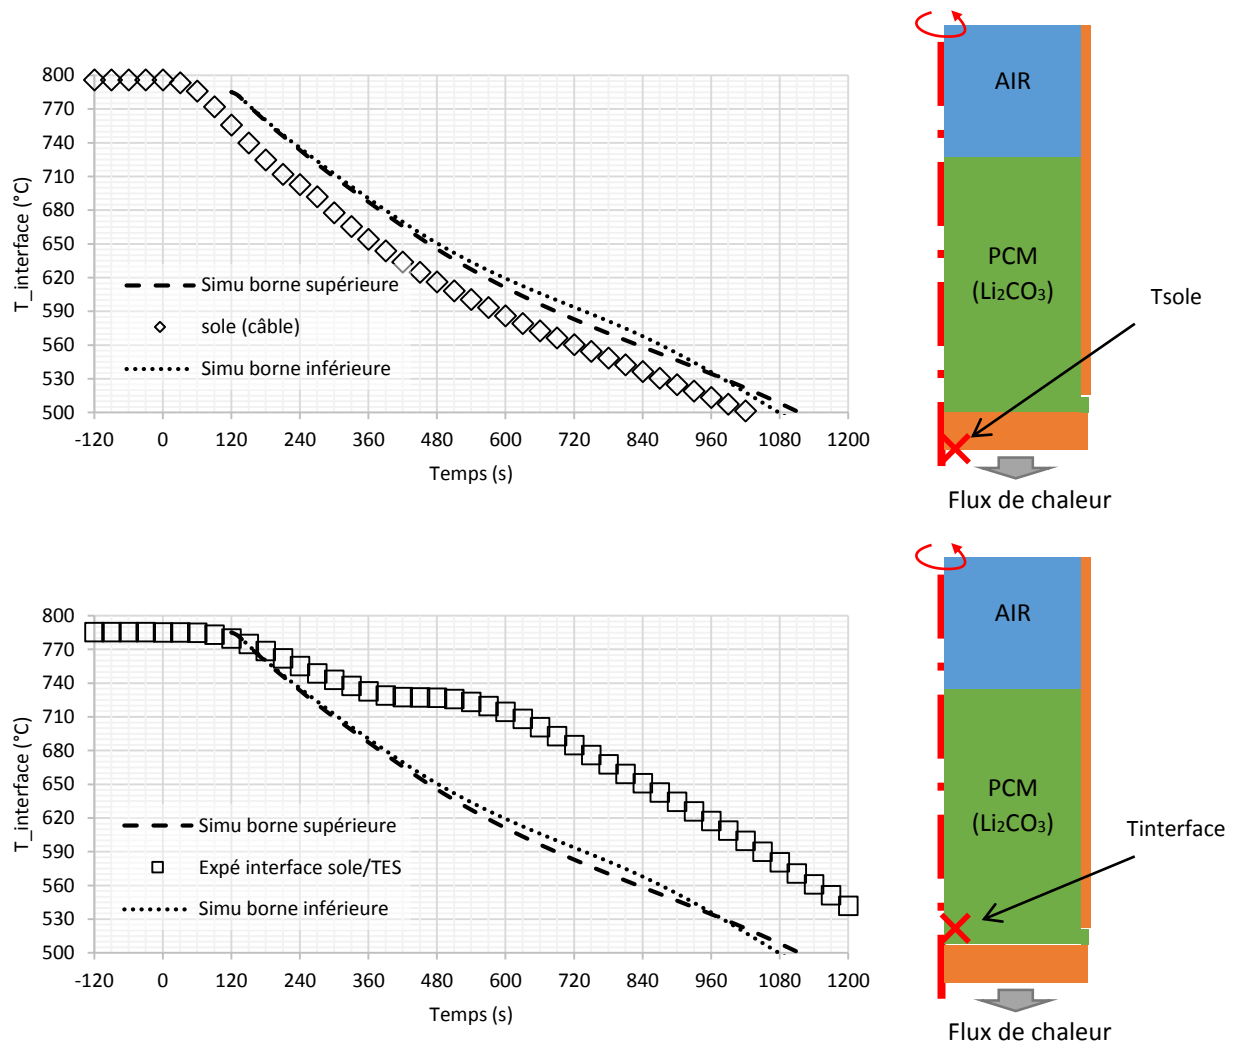 800
770
740
710
680
650
620
590
560
530
500
T_interface (°C)
Simu borne supérieure
sole (câble)
Simu borne inférieure
-120 0 120 240 360 480 600 720 840 960 1080 1200
Temps (s)
AIR
PCM
(Li₂CO₃)
Tsole
Flux de chaleur
800
770
740
710
680
650
620
590
560
530
500
T_interface (°C)
Simu borne supérieure
Expé interface sole/TES
Simu borne inférieure
-120 0 120 240 360 480 600 720 840 960 1080 1200
Temps (s)
AIR
PCM
(Li₂CO₃)
Tinterface
Flux de chaleur